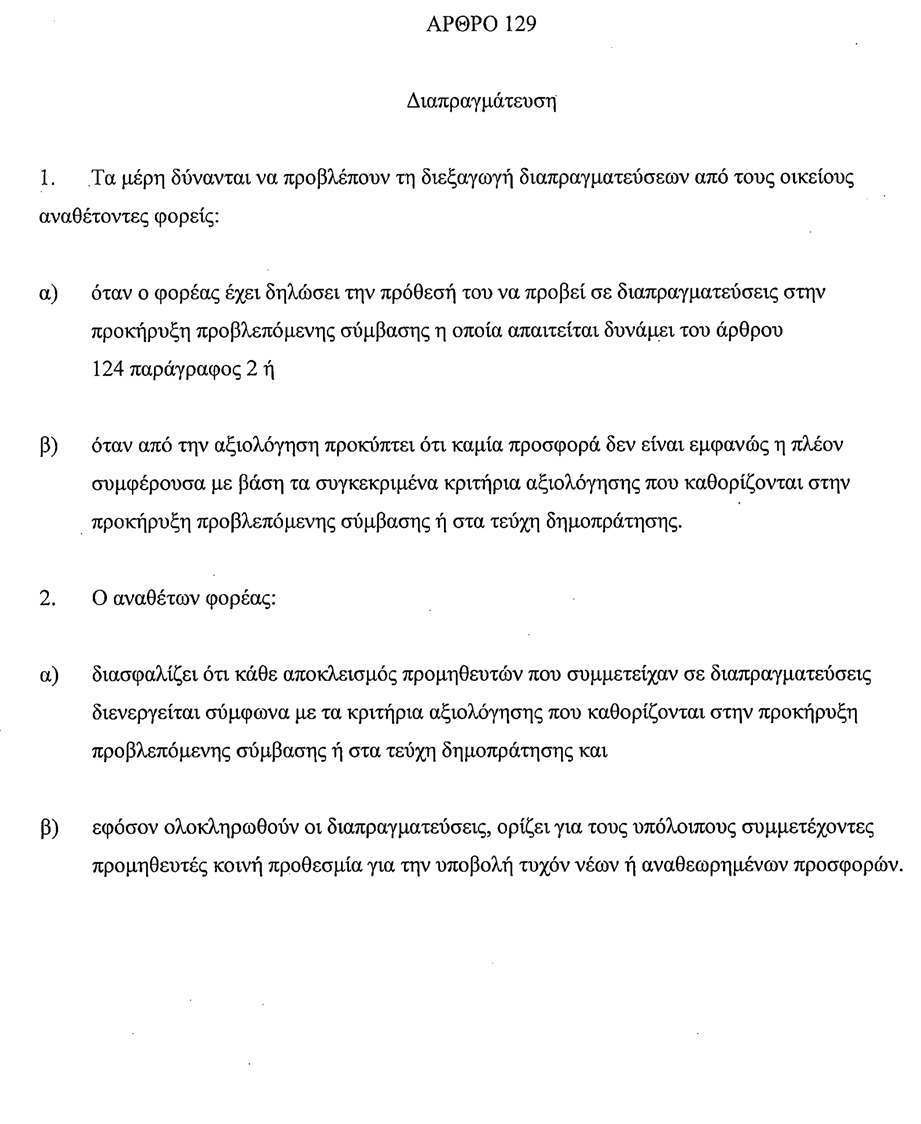 ΑΡΘΡΟ 129
Διαπραγμάτευση
1. Τα μέρη δύνανται να προβλέπουν τη διεξαγωγή διαπραγματεύσεων από τους οικείους
αναθέτοντες φορείς:
α) όταν ο φορέας έχει δηλώσει την πρόθεσή του να προβεί σε διαπραγματεύσεις στην
προκήρυξη προβλεπόμενης σύμβασης η οποία απαιτείται δυνάμει του άρθρου
124 παράγραφος 2 ή
β) όταν από την αξιολόγηση προκύπτει ότι καμία προσφορά δεν είναι εμφανώς η πλέον
συμφέρουσα με βάση τα συγκεκριμένα κριτήρια αξιολόγησης που καθορίζονται στην
προκήρυξη προβλεπόμενης σύμβασης ή στα τεύχη δημοπράτησης.
2. Ο αναθέτων φορέας:
α) διασφαλίζει ότι κάθε αποκλεισμός προμηθευτών που συμμετείχαν σε διαπραγματεύσεις
διενεργείται σύμφωνα με τα κριτήρια αξιολόγησης που καθορίζονται στην προκήρυξη
προβλεπόμενης σύμβασης ή στα τεύχη δημοπράτησης και
β) εφόσον ολοκληρωθούν οι διαπραγματεύσεις, ορίζει για τους υπόλοιπους συμμετέχοντες
προμηθευτές κοινή προθεσμία για την υποβολή τυχόν νέων ή αναθεωρημένων προσφορών.